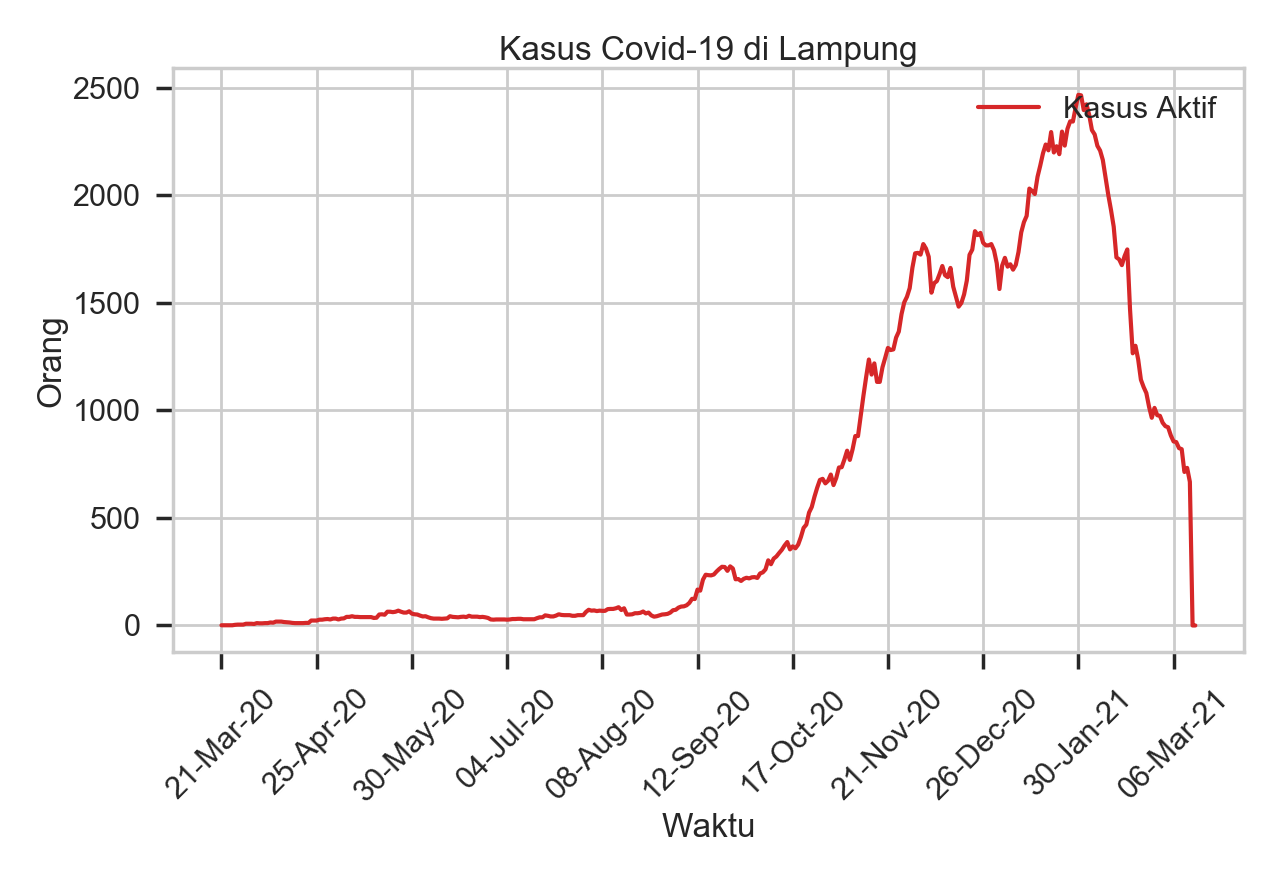 Kasus Covid-19 di Lampung
Kasus Aktif
2500
2000
1500
1000
500
0
Orang
21-Mar-20
25-Apr-20
30-May-20
04-Jul-20
08-Aug-20
12-Sep-20
17-Oct-20
21-Nov-20
26-Dec-20
30-Jan-21
06-Mar-21
Waktu